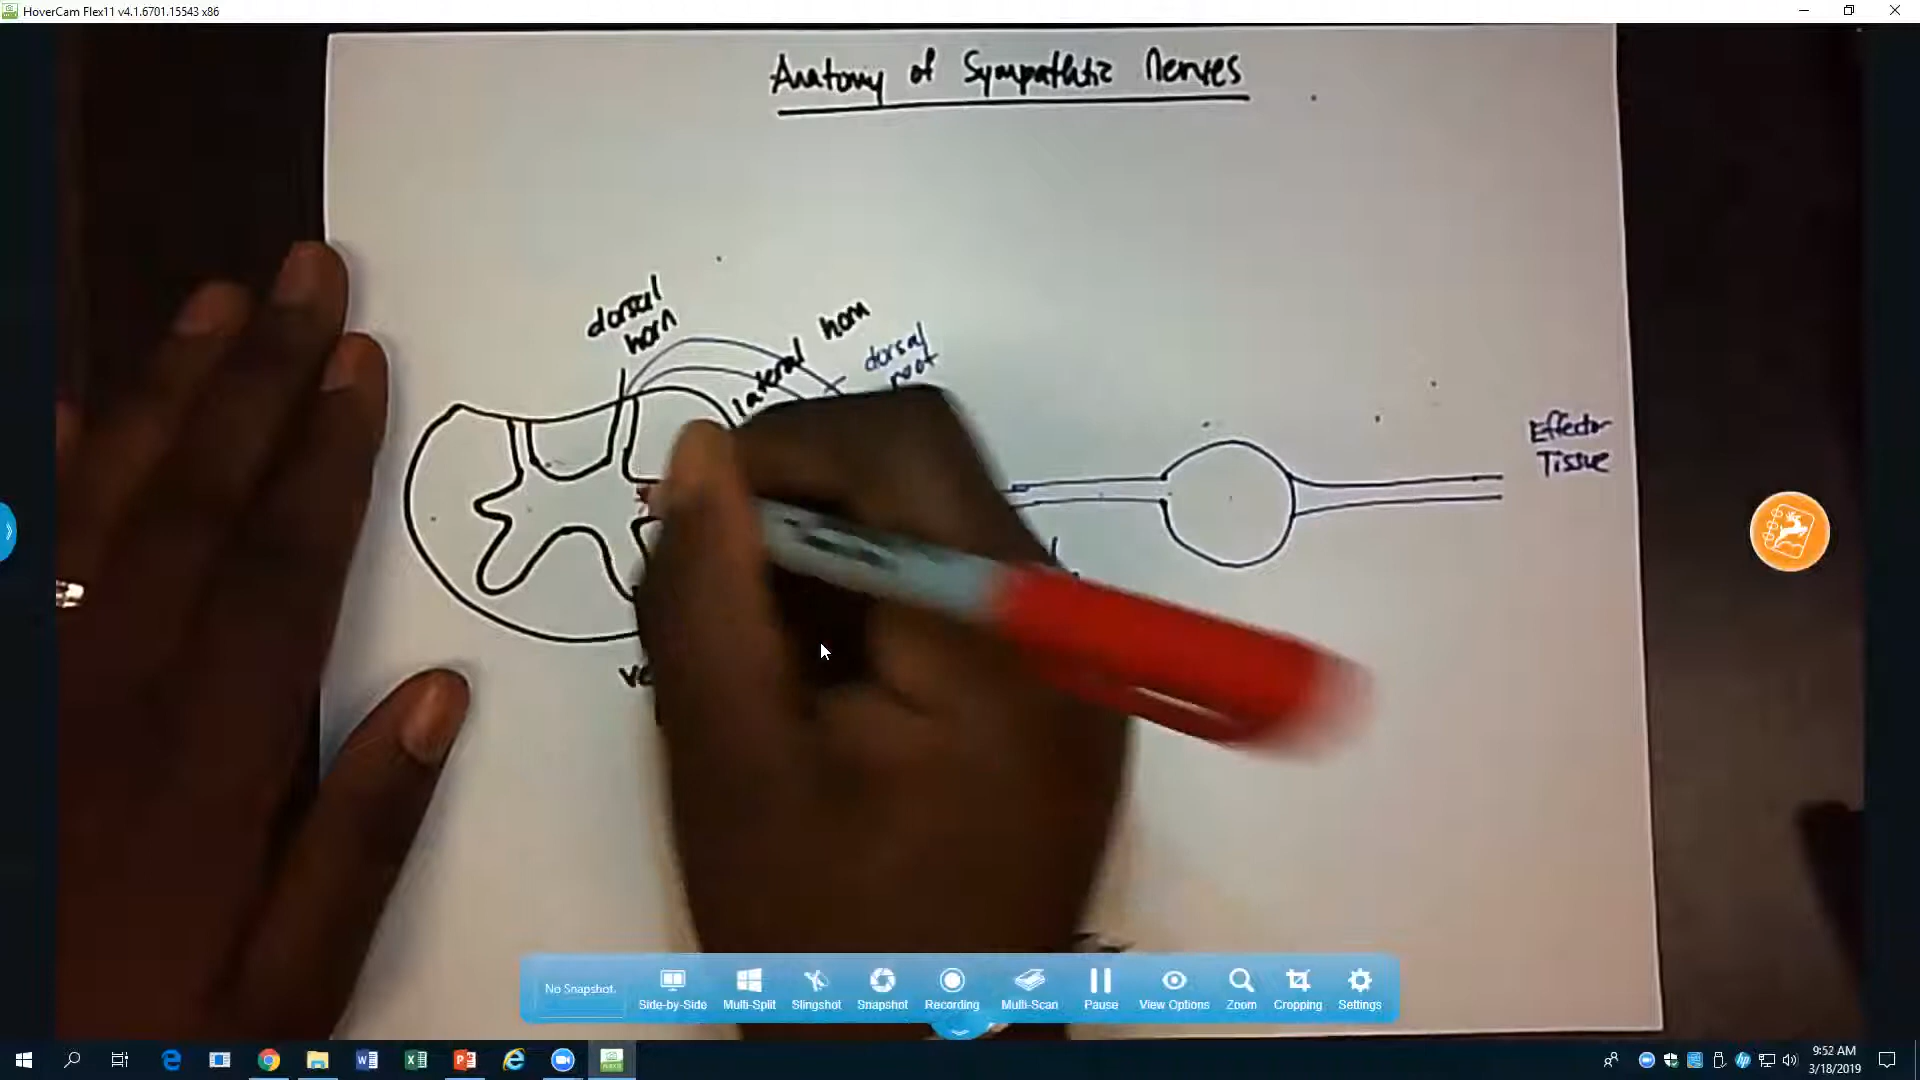 HoverCam Flex11 v4.1.6701.15543 x86
Anatomy of Sympathtic Nerves
dorsal
horn
lateral horn
dorsal
root
Effector
Tissue
No Snapshot.
Side-by-Side
Multi-Split
Slingshot
Snapshot
Recording
Multi-Scan
Pause
View Options
Zoom
Cropping
Settings
9:52 AM
3/18/2019